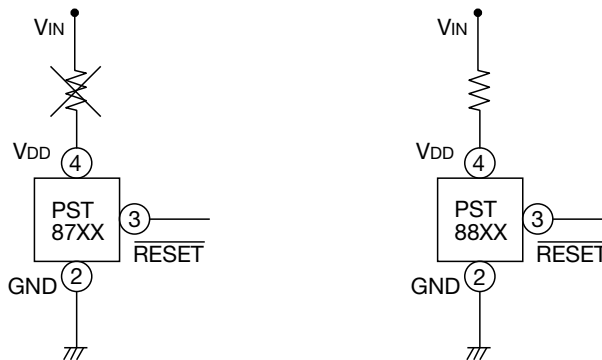 VIN
VDD
4
PST
87XX
3
RESET
GND
2
VIN
VDD
4
PST
88XX
3
RESET
GND
2